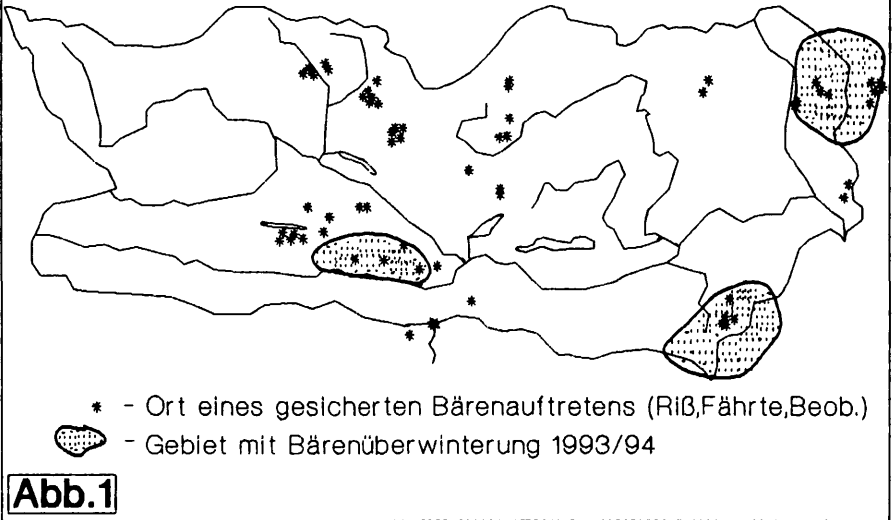 * - Ort eines gesicherten Bärenauftretens (Riß,Fährte,Beob.)
- Gebiet mit Bärenüberwinterung 1993/94
Abb.1